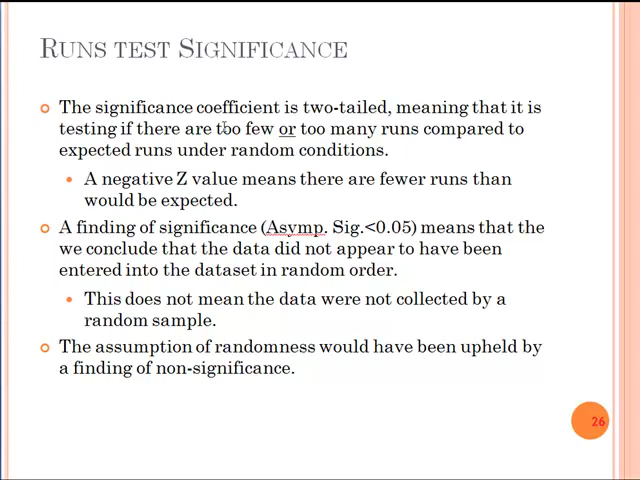 RUNS TEST SIGNIFICANCE
The significance coefficient is two-tailed, meaning that it is
testing if there are too few or too many runs compared to
expected runs under random conditions.
A negative Z value means there are fewer runs than
would be expected.
A finding of significance (Asymp. Sig.<0.05) means that the
we conclude that the data did not appear to have been
entered into the dataset in random order.
This does not mean the data were not collected by a
random sample.
The assumption of randomness would have been upheld by
a finding of non-significance.
26